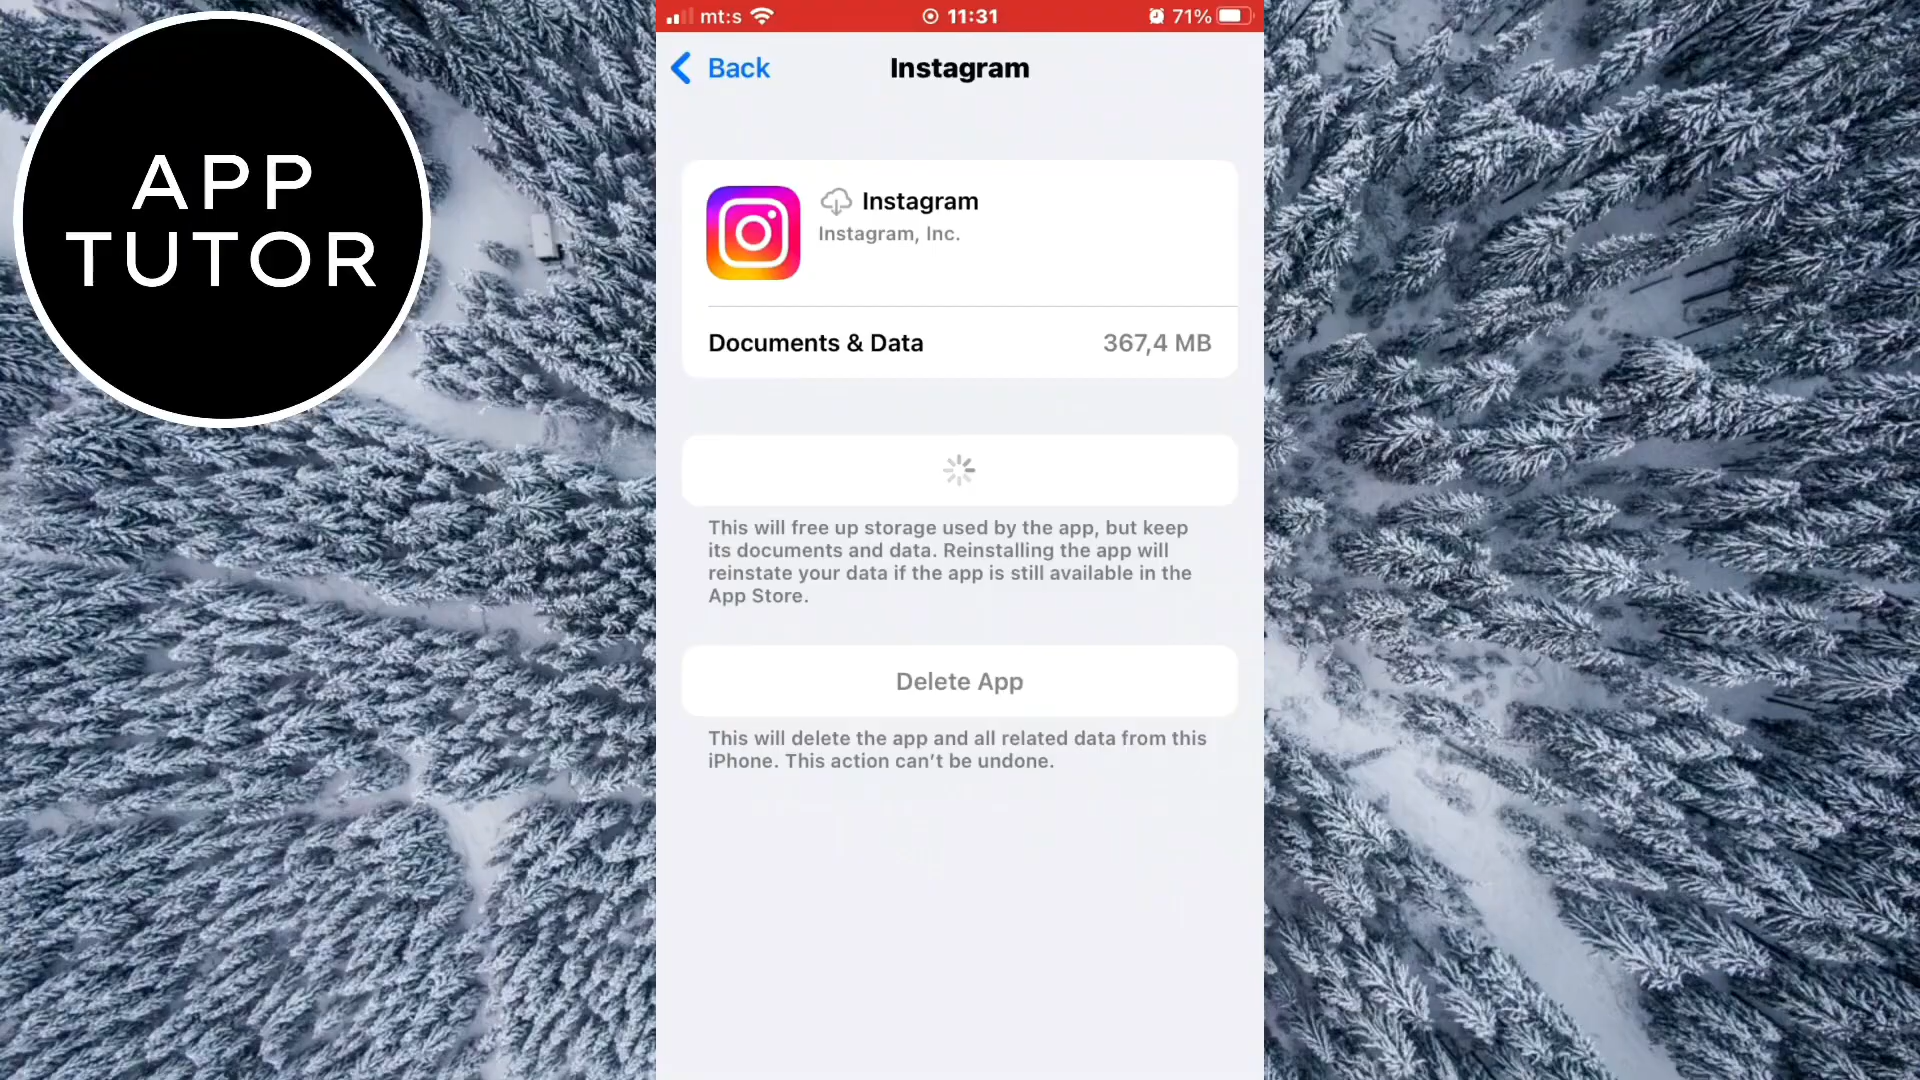 APP
TUTOR
mt:s
11:31
71%
Back
Instagram
Instagram
Instagram, Inc.
Documents & Data
367,4 MB
This will free up storage used by the app, but keep
its documents and data. Reinstalling the app will
reinstate your data if the app is still available in the
App Store.
Delete App
This will delete the app and all related data from this
iPhone. This action can't be undone.